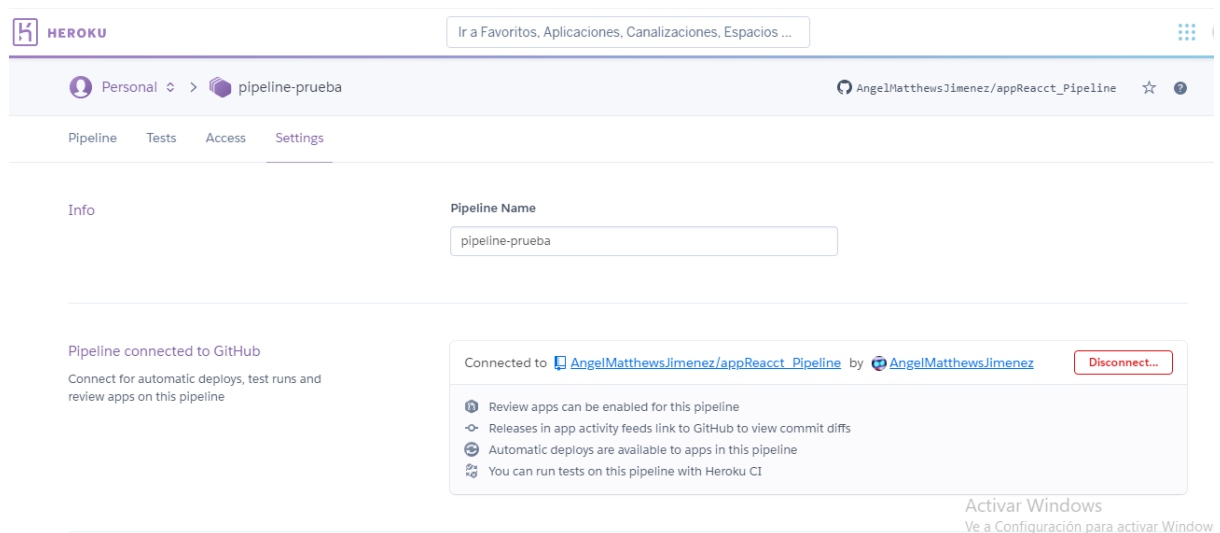 HEROKU
Ir a Favoritos, Aplicaciones, Canalizaciones, Espacios ...
Personal > pipeline-prueba
AngelMatthewsJimenez/appReacct_Pipeline
Pipeline Tests Access Settings
Info
Pipeline Name
pipeline-prueba
Pipeline connected to GitHub
Connect for automatic deploys, test runs and
review apps on this pipeline
Connected to AngelMatthewsJimenez/appReacct_Pipeline by AngelMatthewsJimenez
Disconnect...
Review apps can be enabled for this pipeline
Releases in app activity feeds link to GitHub to view commit diffs
Automatic deploys are available to apps in this pipeline
You can run tests on this pipeline with Heroku CI
Activar Windows
Ve a Configuración para activar Window